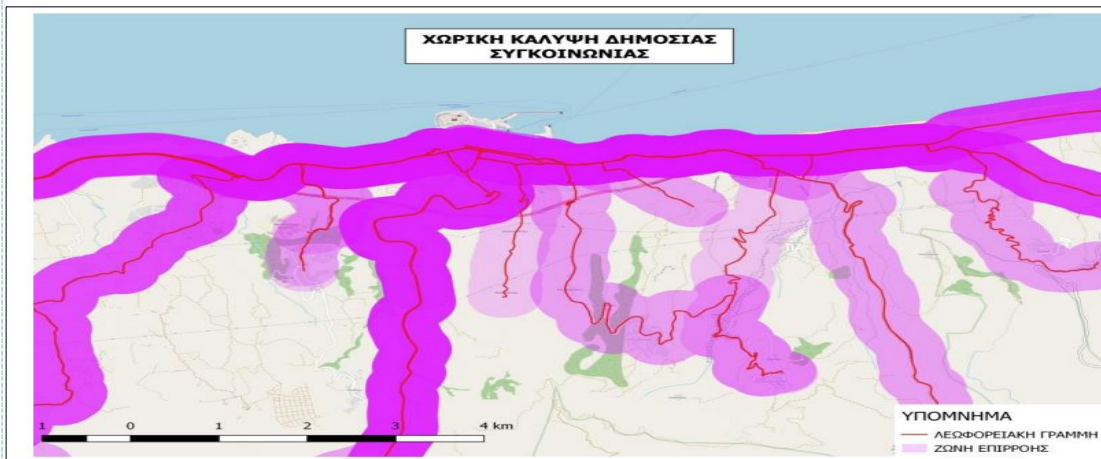 ΧΩΡΙΚΗ ΚΑΛΥΨΗ ΔΗΜΟΣΙΑΣ
ΣΥΓΚΟΙΝΩΝΙΑΣ
1 0 1 2 3 4 km
ΥΠΟΜΝΗΜΑ
ΛΕΩΦΟΡΕΙΑΚΗ ΓΡΑΜΜΗ
ΖΩΝΗ ΕΠΙΡΡΟΗΣ